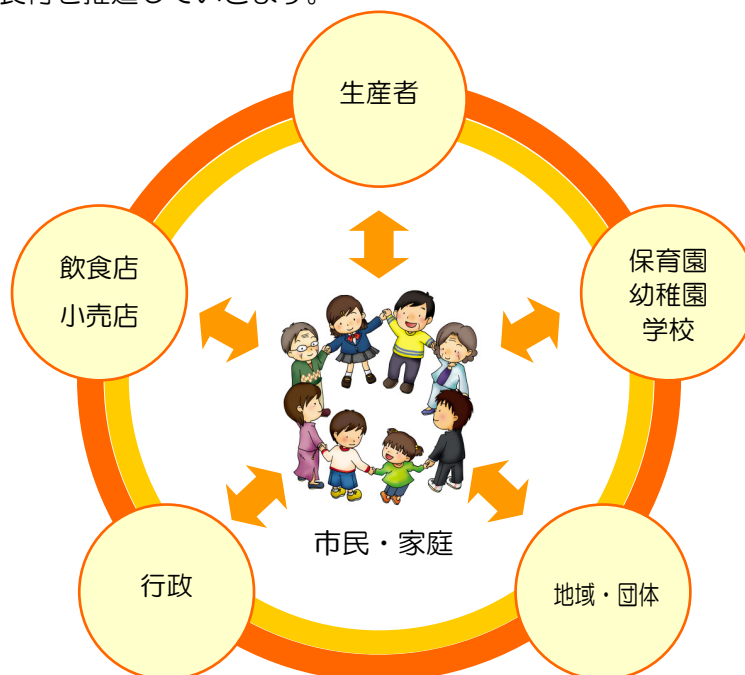 生産者
飲食店
小売店
保育園
幼稚園
学校
市民・家庭
行政
地域・団体